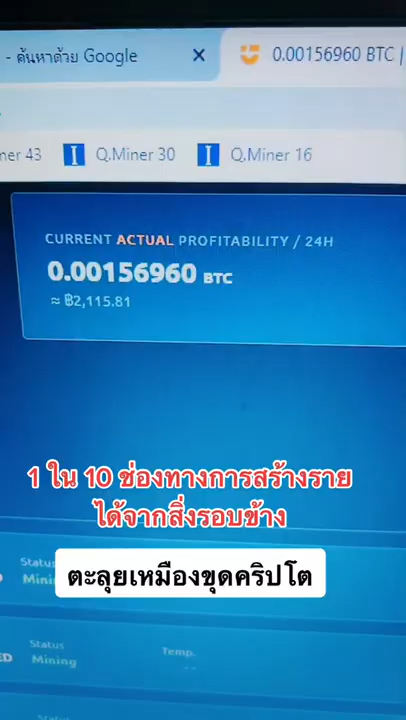 - ค้นหาด้วย Google
0.00156960 BTC |
ner 43
Q.Miner 30
Q.Miner 16
CURRENT ACTUAL PROFITABILITY / 24H
0.00156960 BTC
≈ ฿2,115.81
1 ใน 10 ช่องทางการสร้างราย
ได้จากสิ่งรอบข้าง
Status
Mini
ตะลุยเหมืองขุดคริปโต
ED
Status
Mining
Temp.
--
Status